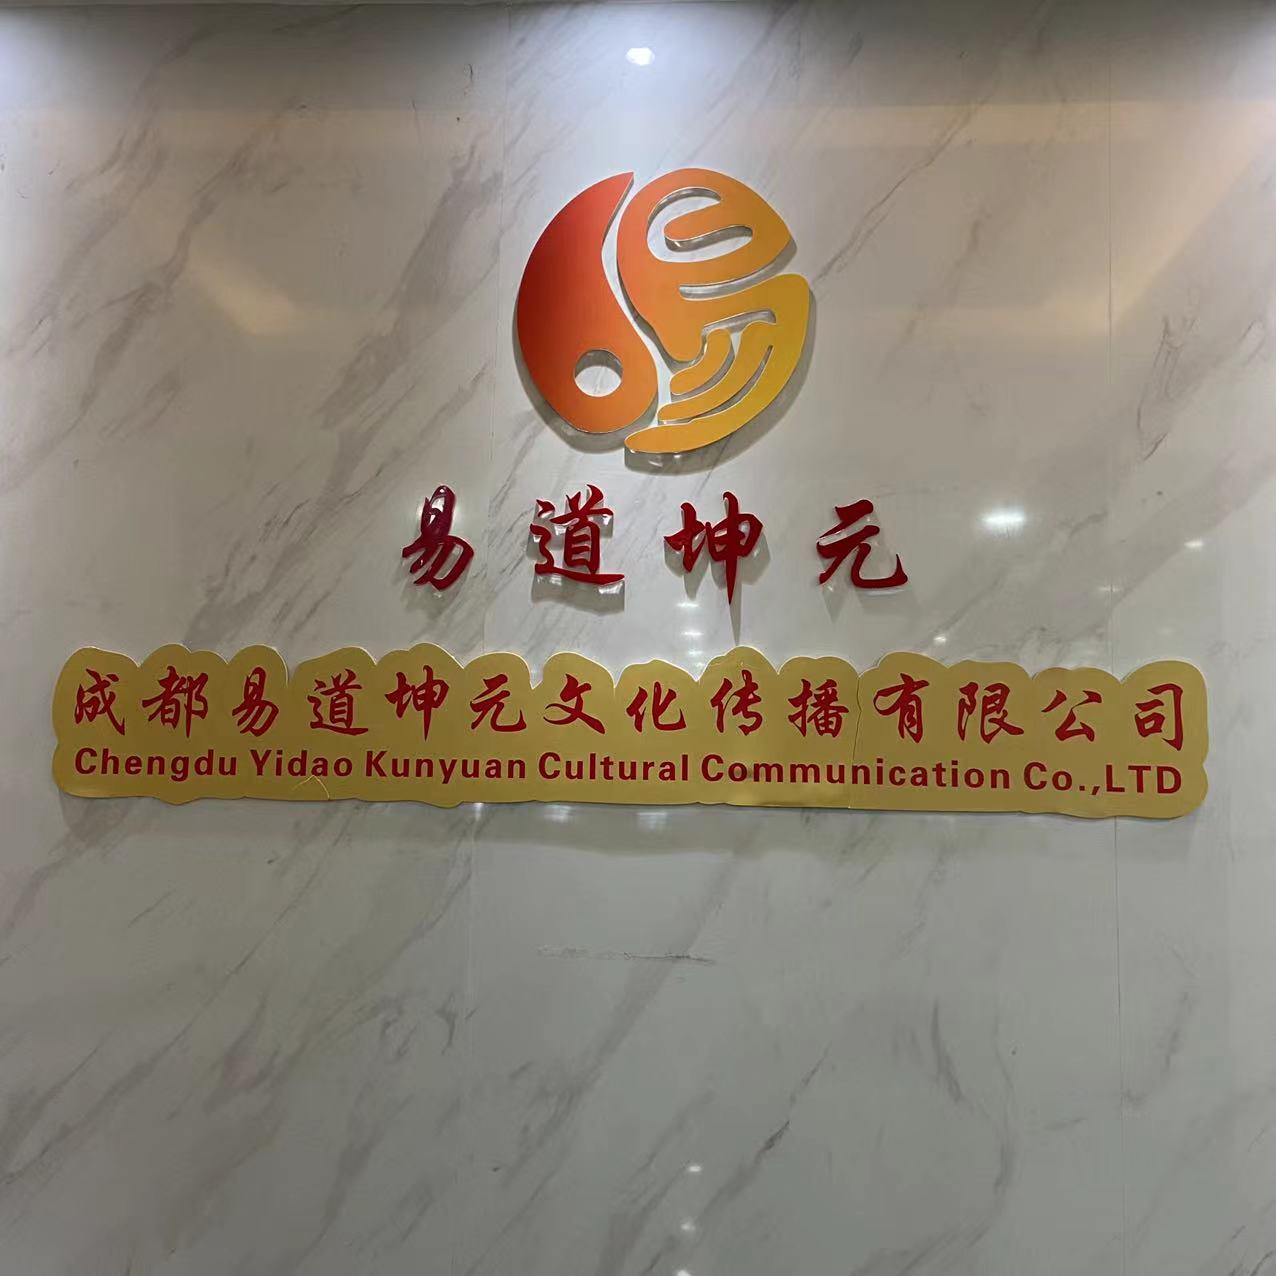 易道坤元
成都易道坤元文化传播有限公司
Chengdu Yidao Kunyuan Cultural Communication Co.,LTD